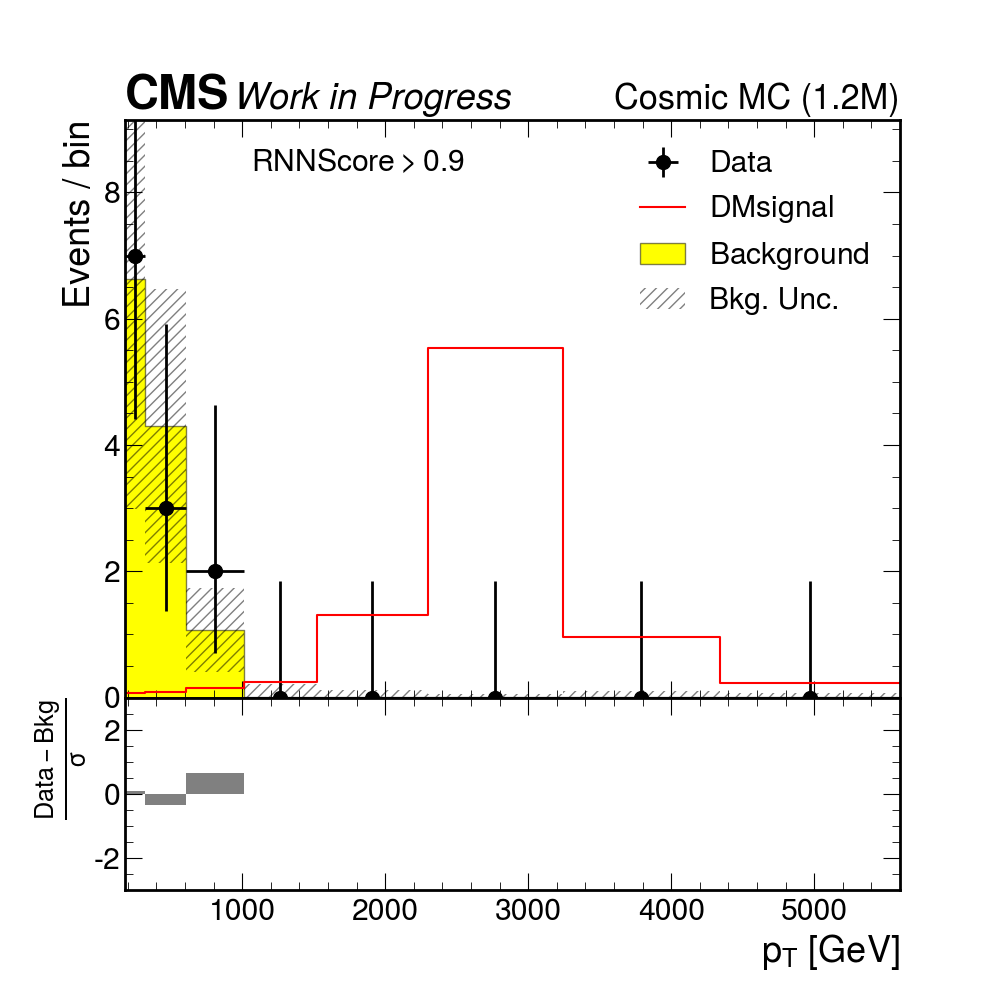 CMS Work in Progress Cosmic MC (1.2M)
RNNScore > 0.9
Data
DMsignal
Background
Bkg. Unc.
Events / bin
8
6
4
2
0
Data – Bkg
σ
2
0
-2
1000 2000 3000 4000 5000
pT [GeV]